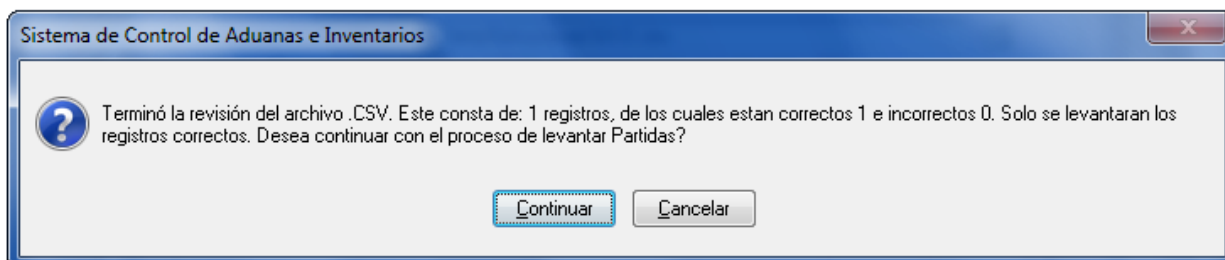 Sistema de Control de Aduanas e Inventarios
Terminó la revisión del archivo .CSV. Este consta de: 1 registros, de los cuales estan correctos 1 e incorrectos 0. Solo se levantaran los
registros correctos. Desea continuar con el proceso de levantar Partidas?
Continuar
Cancelar